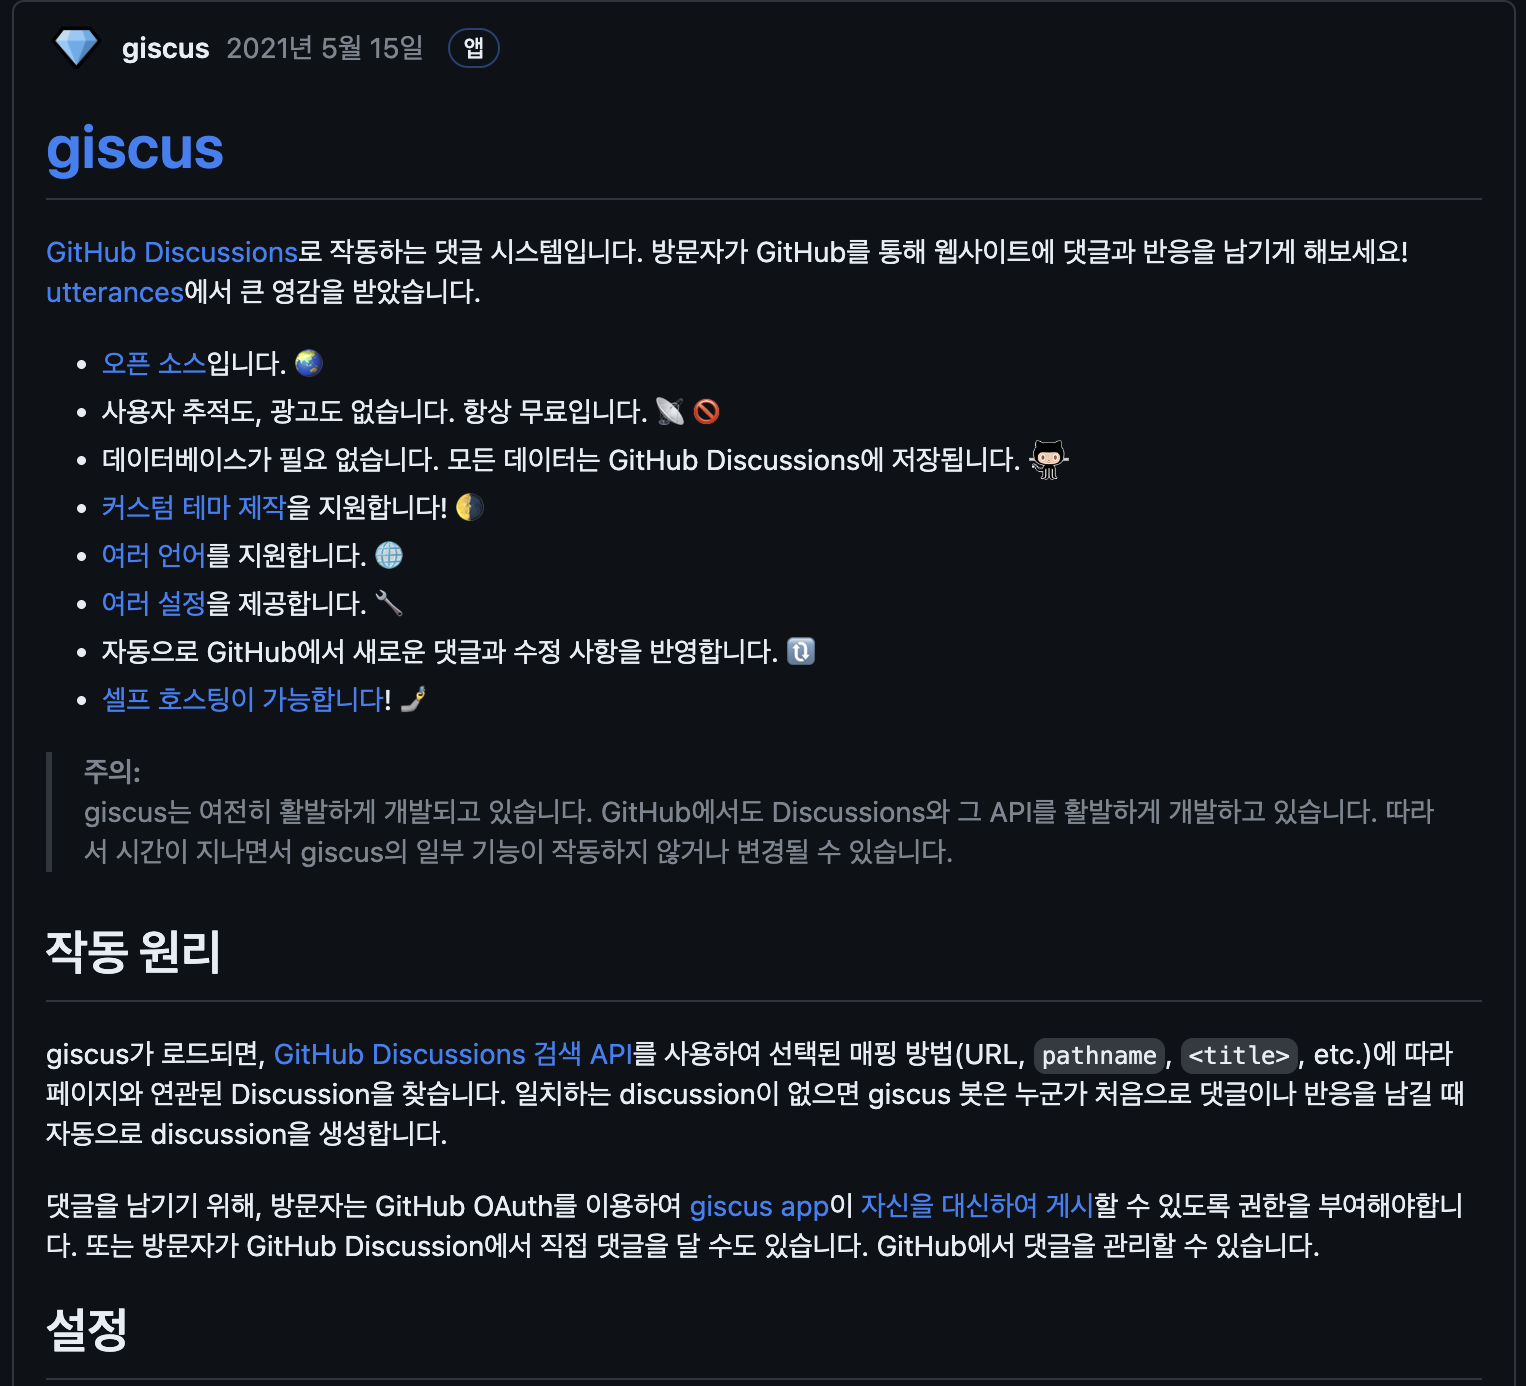 giscus 2021년 5월 15일 앱
giscus
GitHub Discussions로 작동하는 댓글 시스템입니다. 방문자가 GitHub를 통해 웹사이트에 댓글과 반응을 남기게 해보세요!
utterances에서 큰 영감을 받았습니다.
오픈 소스입니다. 🌏
사용자 추적도, 광고도 없습니다. 항상 무료입니다. 📡 🚫
데이터베이스가 필요 없습니다. 모든 데이터는 GitHub Discussions에 저장됩니다.
커스텀 테마 제작을 지원합니다! 🌗
여러 언어를 지원합니다. 🌐
여러 설정을 제공합니다. 🔧
자동으로 GitHub에서 새로운 댓글과 수정 사항을 반영합니다. 🔃
셀프 호스팅이 가능합니다! 🤳
주의:
giscus는 여전히 활발하게 개발되고 있습니다. GitHub에서도 Discussions와 그 API를 활발하게 개발하고 있습니다. 따라
서 시간이 지나면서 giscus의 일부 기능이 작동하지 않거나 변경될 수 있습니다.
작동 원리
giscus가 로드되면, GitHub Discussions 검색 API를 사용하여 선택된 매핑 방법(URL, pathname, <title>, etc.)에 따라
페이지와 연관된 Discussion을 찾습니다. 일치하는 discussion이 없으면 giscus 봇은 누군가 처음으로 댓글이나 반응을 남길 때
자동으로 discussion을 생성합니다.
댓글을 남기기 위해, 방문자는 GitHub OAuth를 이용하여 giscus app이 자신을 대신하여 게시할 수 있도록 권한을 부여해야합니
다. 또는 방문자가 GitHub Discussion에서 직접 댓글을 달 수도 있습니다. GitHub에서 댓글을 관리할 수 있습니다.
설정